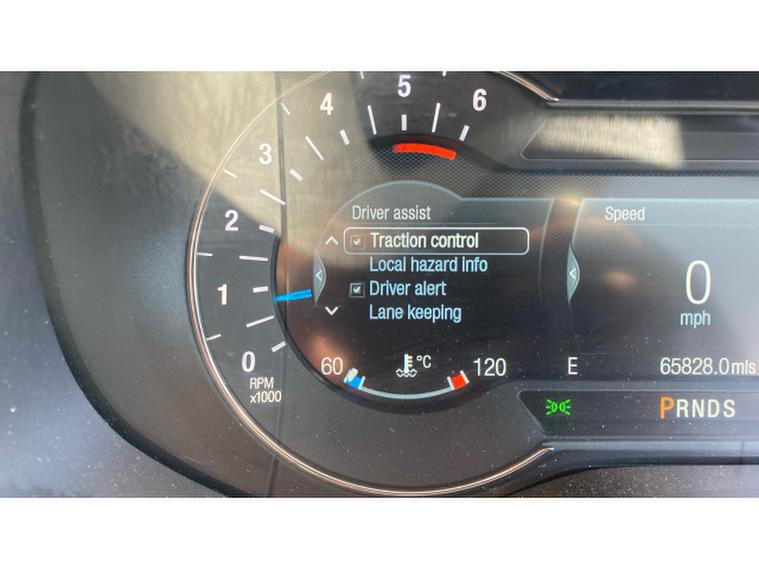 4 5 6
3
2
1
0
RPM
x1000
Driver assist
Traction control
Local hazard info
Driver alert
Lane keeping
60 °C 120
Speed
0
mph
E 65828.0mls
PRNDS